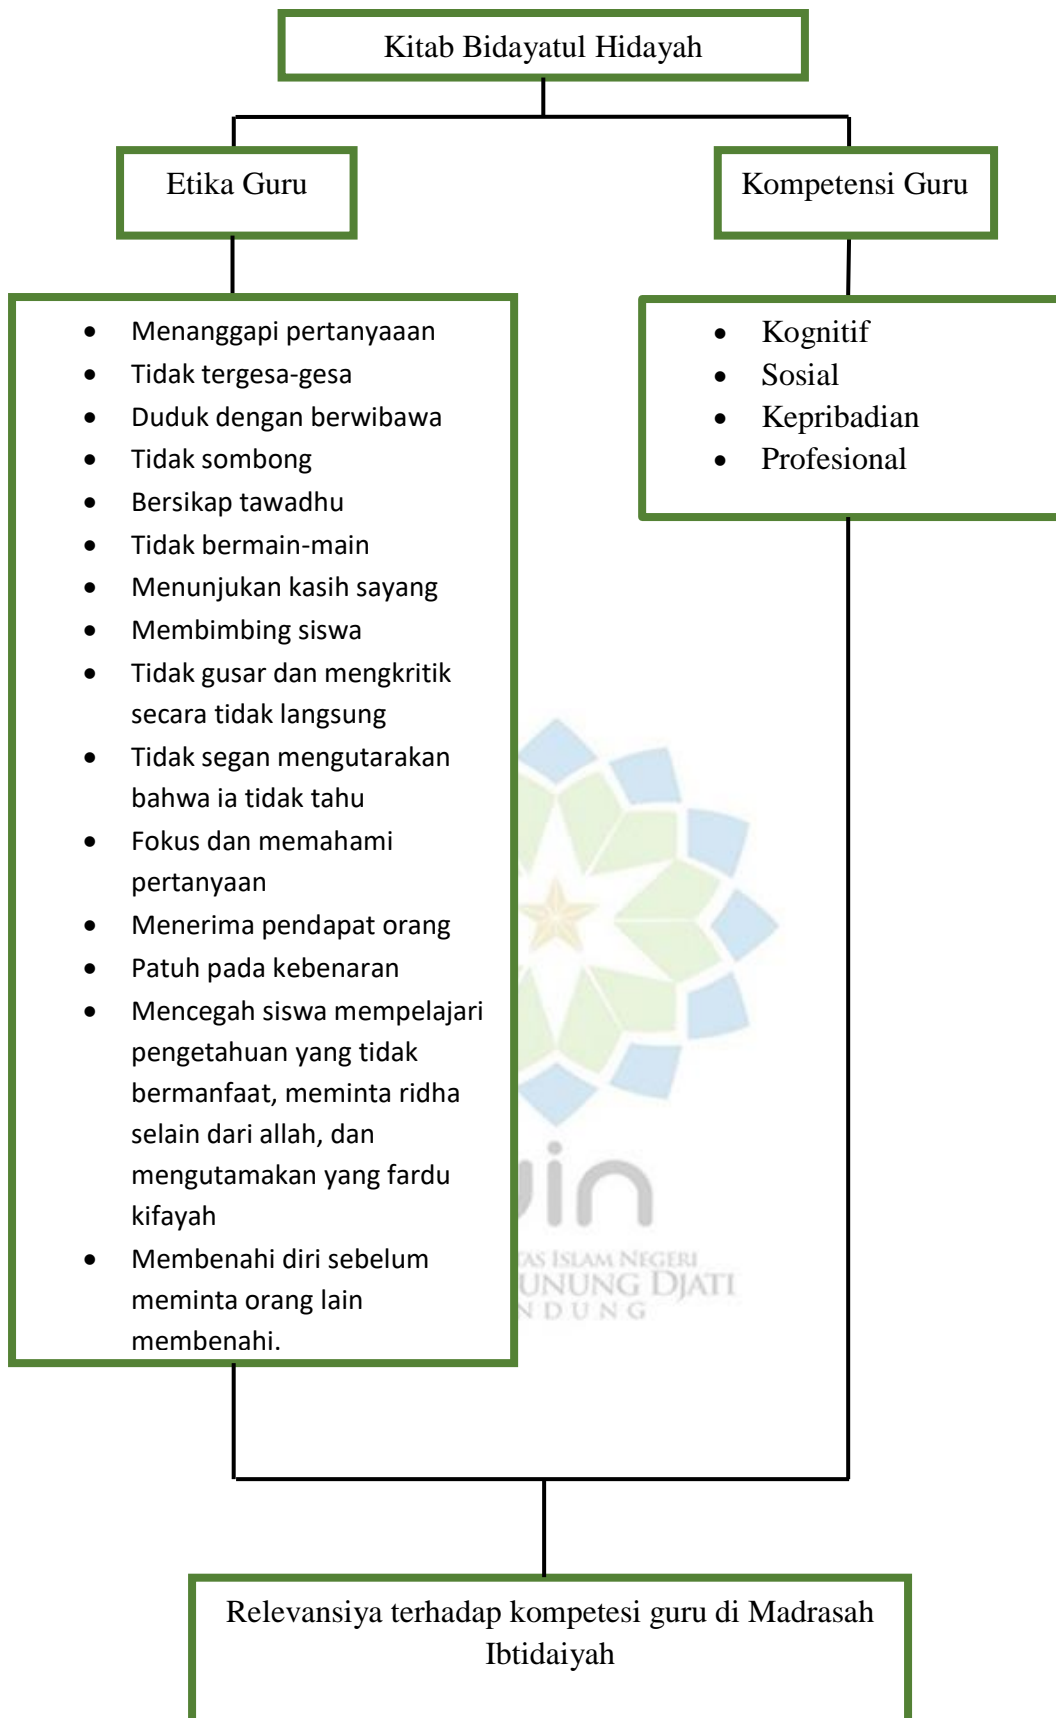 Kitab Bidayatul Hidayah
Etika Guru
Kompetensi Guru
• Menanggapi pertanyaaan
• Tidak tergesa-gesa
• Duduk dengan berwibawa
• Tidak sombong
• Bersikap tawadhu
• Tidak bermain-main
• Menunjukan kasih sayang
• Membimbing siswa
• Tidak gusar dan mengkritik
secara tidak langsung
• Tidak segan mengutarakan
bahwa ia tidak tahu
• Fokus dan memahami
pertanyaan
• Menerima pendapat orang
• Patuh pada kebenaran
• Mencegah siswa mempelajari
pengetahuan yang tidak
bermanfaat, meminta ridha
selain dari allah, dan
mengutamakan yang fardu
kifayah
• Membenahi diri sebelum
meminta orang lain
membenahi.
• Kognitif
• Sosial
• Kepribadian
• Profesional
ISLAM NEGERI
DJATI
Relevansiya terhadap kompetesi guru di Madrasah
Ibtidaiyah